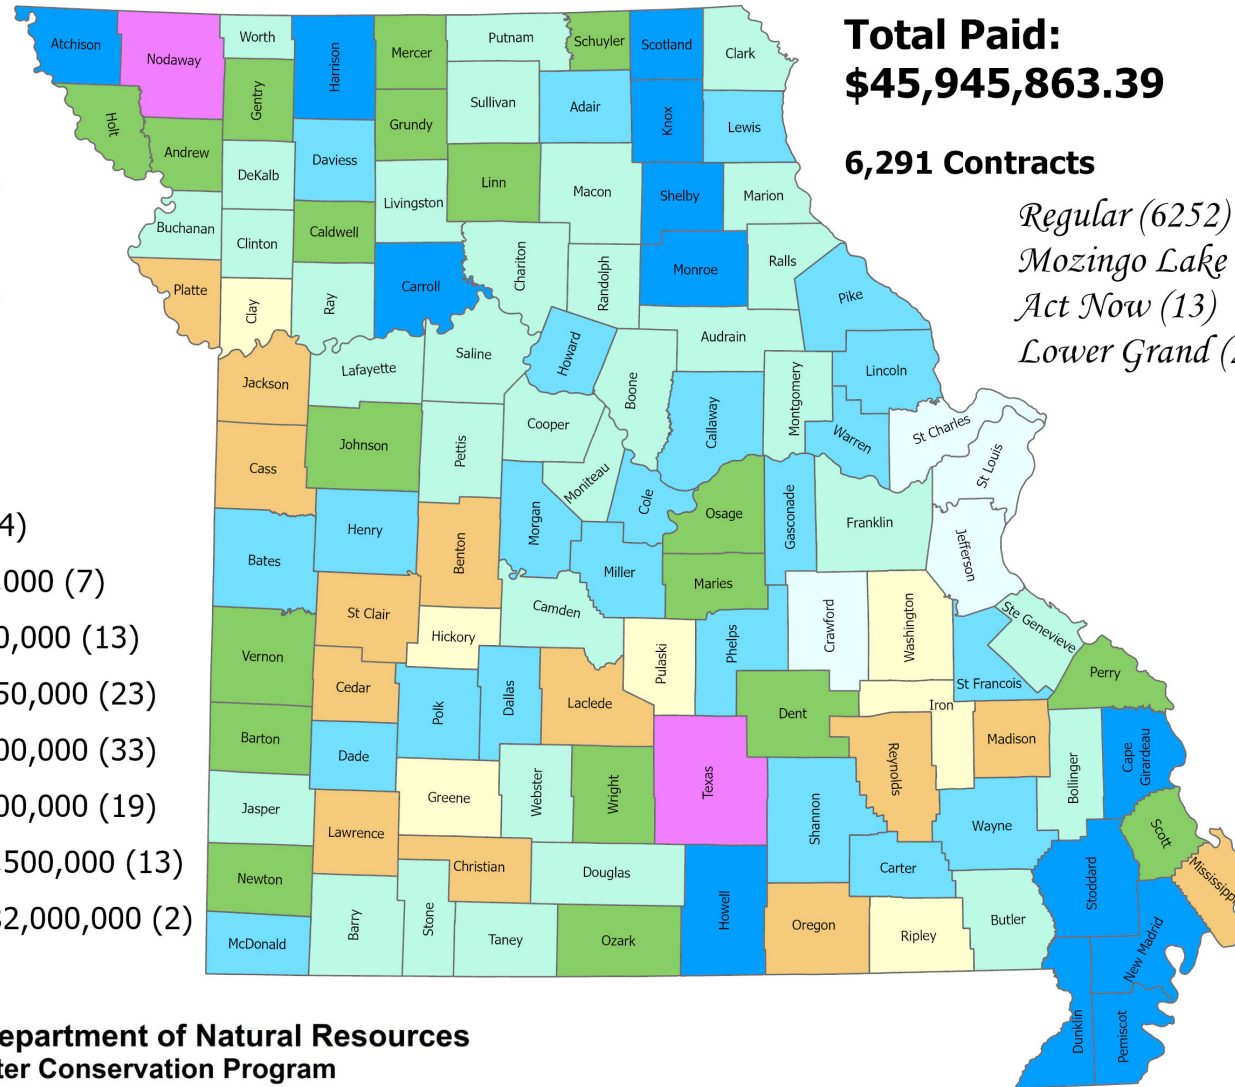 Total Paid:
$45,945,863.39
6,291 Contracts
Regular (6252)
Mozingo Lake
Act Now (13)
Lower Grand (
Atchison
Nodaway
Worth
Harrison
Mercer
Putnam
Schuyler
Scotland
Clark
Holt
Andrew
Gentry
Grundy
Sullivan
Adair
Knox
Lewis
DeKalb
Daviess
Livingston
Linn
Macon
Shelby
Marion
Buchanan
Clinton
Caldwell
Chariton
Randolph
Monroe
Ralls
Platte
Clay
Ray
Carroll
Pike
Saline
Howard
Audrain
Jackson
Lafayette
Boone
Callaway
Montgomery
Lincoln
Cass
Johnson
Pettis
Cooper
Warren
St Charles
St Louis
Moniteau
Cole
Bates
Henry
Benton
Morgan
Osage
Gasconade
Franklin
Jefferson
Miller
Maries
St Clair
Camden
Crawford
Washington
Ste Genevieve
Vernon
Hickory
Pulaski
Phelps
St Francois
Perry
Cedar
Polk
Dallas
Laclede
Dent
Iron
Barton
Dade
Texas
Reynolds
Madison
Bollinger
Cape
Girardeau
Jasper
Greene
Webster
Wright
Shannon
Wayne
Scott
Mississippi
Lawrence
Christian
Douglas
Carter
Stoddard
Newton
Barry
Stone
Taney
Ozark
Howell
Oregon
Ripley
Butler
New Madrid
McDonald
Dunklin
Pemiscot
4)
,000 (7)
0,000 (13)
50,000 (23)
00,000 (33)
00,000 (19)
,500,000 (13)
$2,000,000 (2)
epartment of Natural Resources
ter Conservation Program